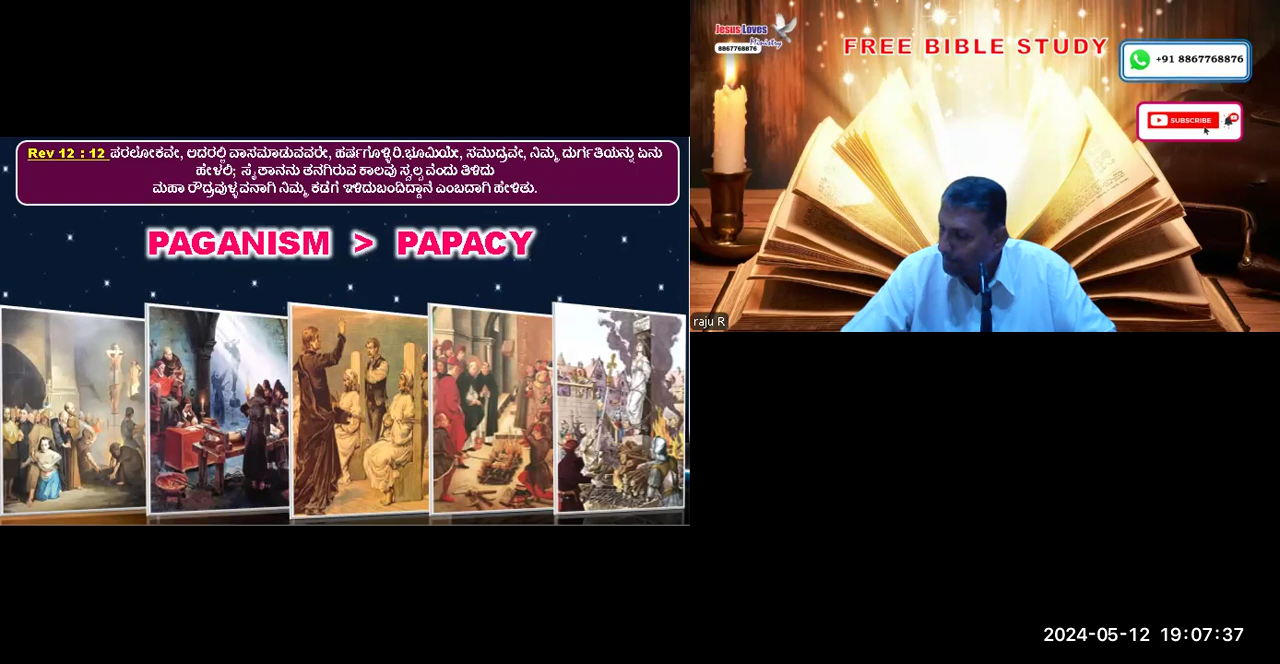 Rev 12 : 12 ಪರಲೋಕವೇ, ಅದರಲ್ಲಿ ವಾಸಮಾಡುವವರೇ, ಹರ್ಷಗೊಳ್ಳಿರಿ.ಭೂಮಿಯೇ, ಸಮುದ್ರವೇ, ನಿಮ್ಮ ದುರ್ಗತಿಯನ್ನು ಏನು
ಹೇಳಲಿ; ಸೈತಾನನು ತನಗಿರುವ ಕಾಲವು ಸ್ವಲ್ಪವೆಂದು ತಿಳಿದು
ಮಹಾ ರೌದ್ರವುಳ್ಳವನಾಗಿ ನಿಮ್ಮ ಕಡೆಗೆ ಇಳಿದುಬಂದಿದ್ದಾನೆ ಎಂಬದಾಗಿ ಹೇಳಿತು.
PAGANISM > PAPACY
Jesus Loves
Ministry
8867768876
FREE BIBLE STUDY
+91 8867768876
SUBSCRIBE
raju R
2024-05-12 19:07:37